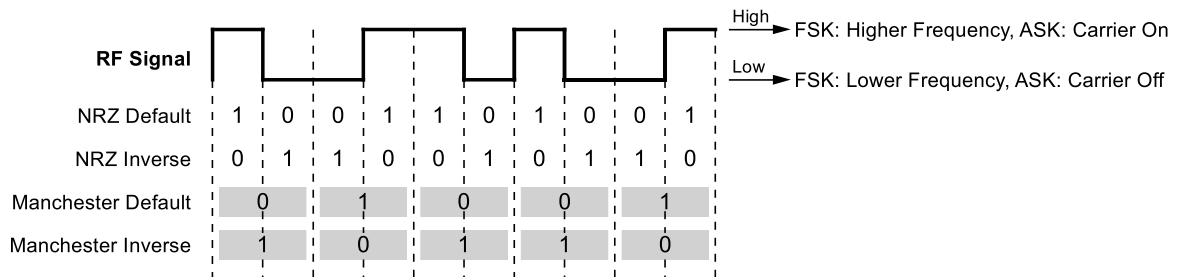 High
FSK: Higher Frequency, ASK: Carrier On
RF Signal
Low
FSK: Lower Frequency, ASK: Carrier Off
NRZ Default 1 0 0 1 1 0 1 0 0 1
NRZ Inverse 0 1 1 0 0 1 0 1 1 0
Manchester Default 0 1 0 0 1
Manchester Inverse 1 0 1 1 0